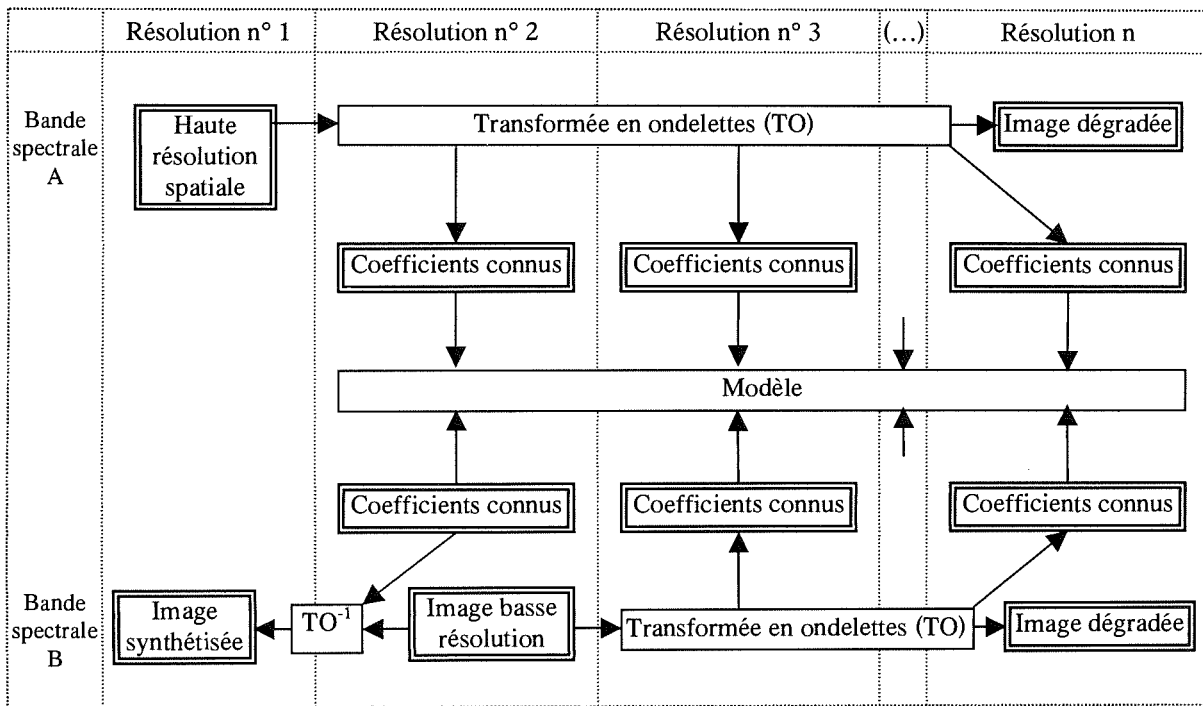 Résolution n° 1 Résolution n° 2 Résolution n° 3 (...) Résolution n
Bande
spectrale
A
Haute
résolution
spatiale
Transformée en ondelettes (TO)
Image dégradée
Coefficients connus
Coefficients connus
Coefficients connus
Modèle
Coefficients connus
Coefficients connus
Coefficients connus
Bande
spectrale
B
Image
synthétisée
TO⁻¹
Image basse
résolution
Transformée en ondelettes (TO)
Image dégradée